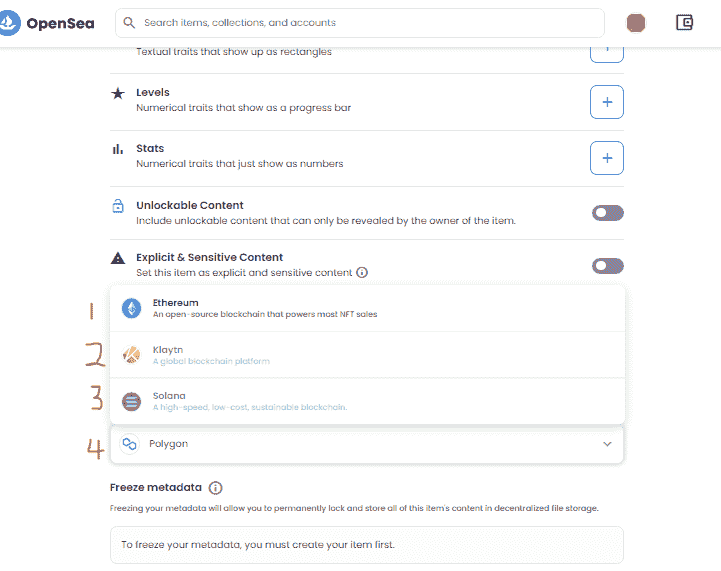 OpenSea
Search items, collections, and accounts
Textual traits that show up as rectangles
Levels
Numerical traits that show as a progress bar
Stats
Numerical traits that just show as numbers
Unlockable Content
Include unlockable content that can only be revealed by the owner of the item.
Explicit & Sensitive Content
Set this item as explicit and sensitive content
1 Ethereum
An open-source blockchain that powers most NFT sales
2 Klaytn
A global blockchain platform
3 Solana
A high-speed, low-cost, sustainable blockchain.
4 Polygon
Freeze metadata
Freezing your metadata will allow you to permanently lock and store all of this item's content in decentralized file storage.
To freeze your metadata, you must create your item first.